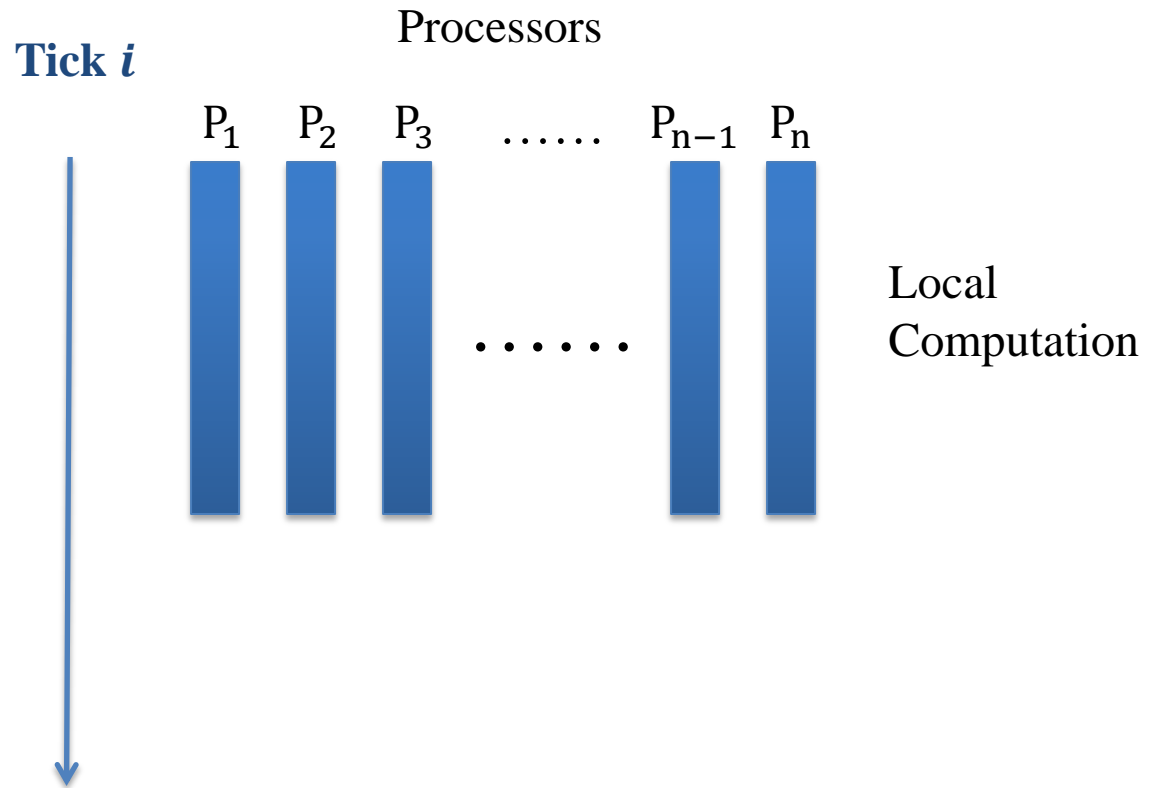 Processors
Tick i
P₁ P₂ P₃ ...... Pₙ₋₁ Pₙ
Local
Computation
......